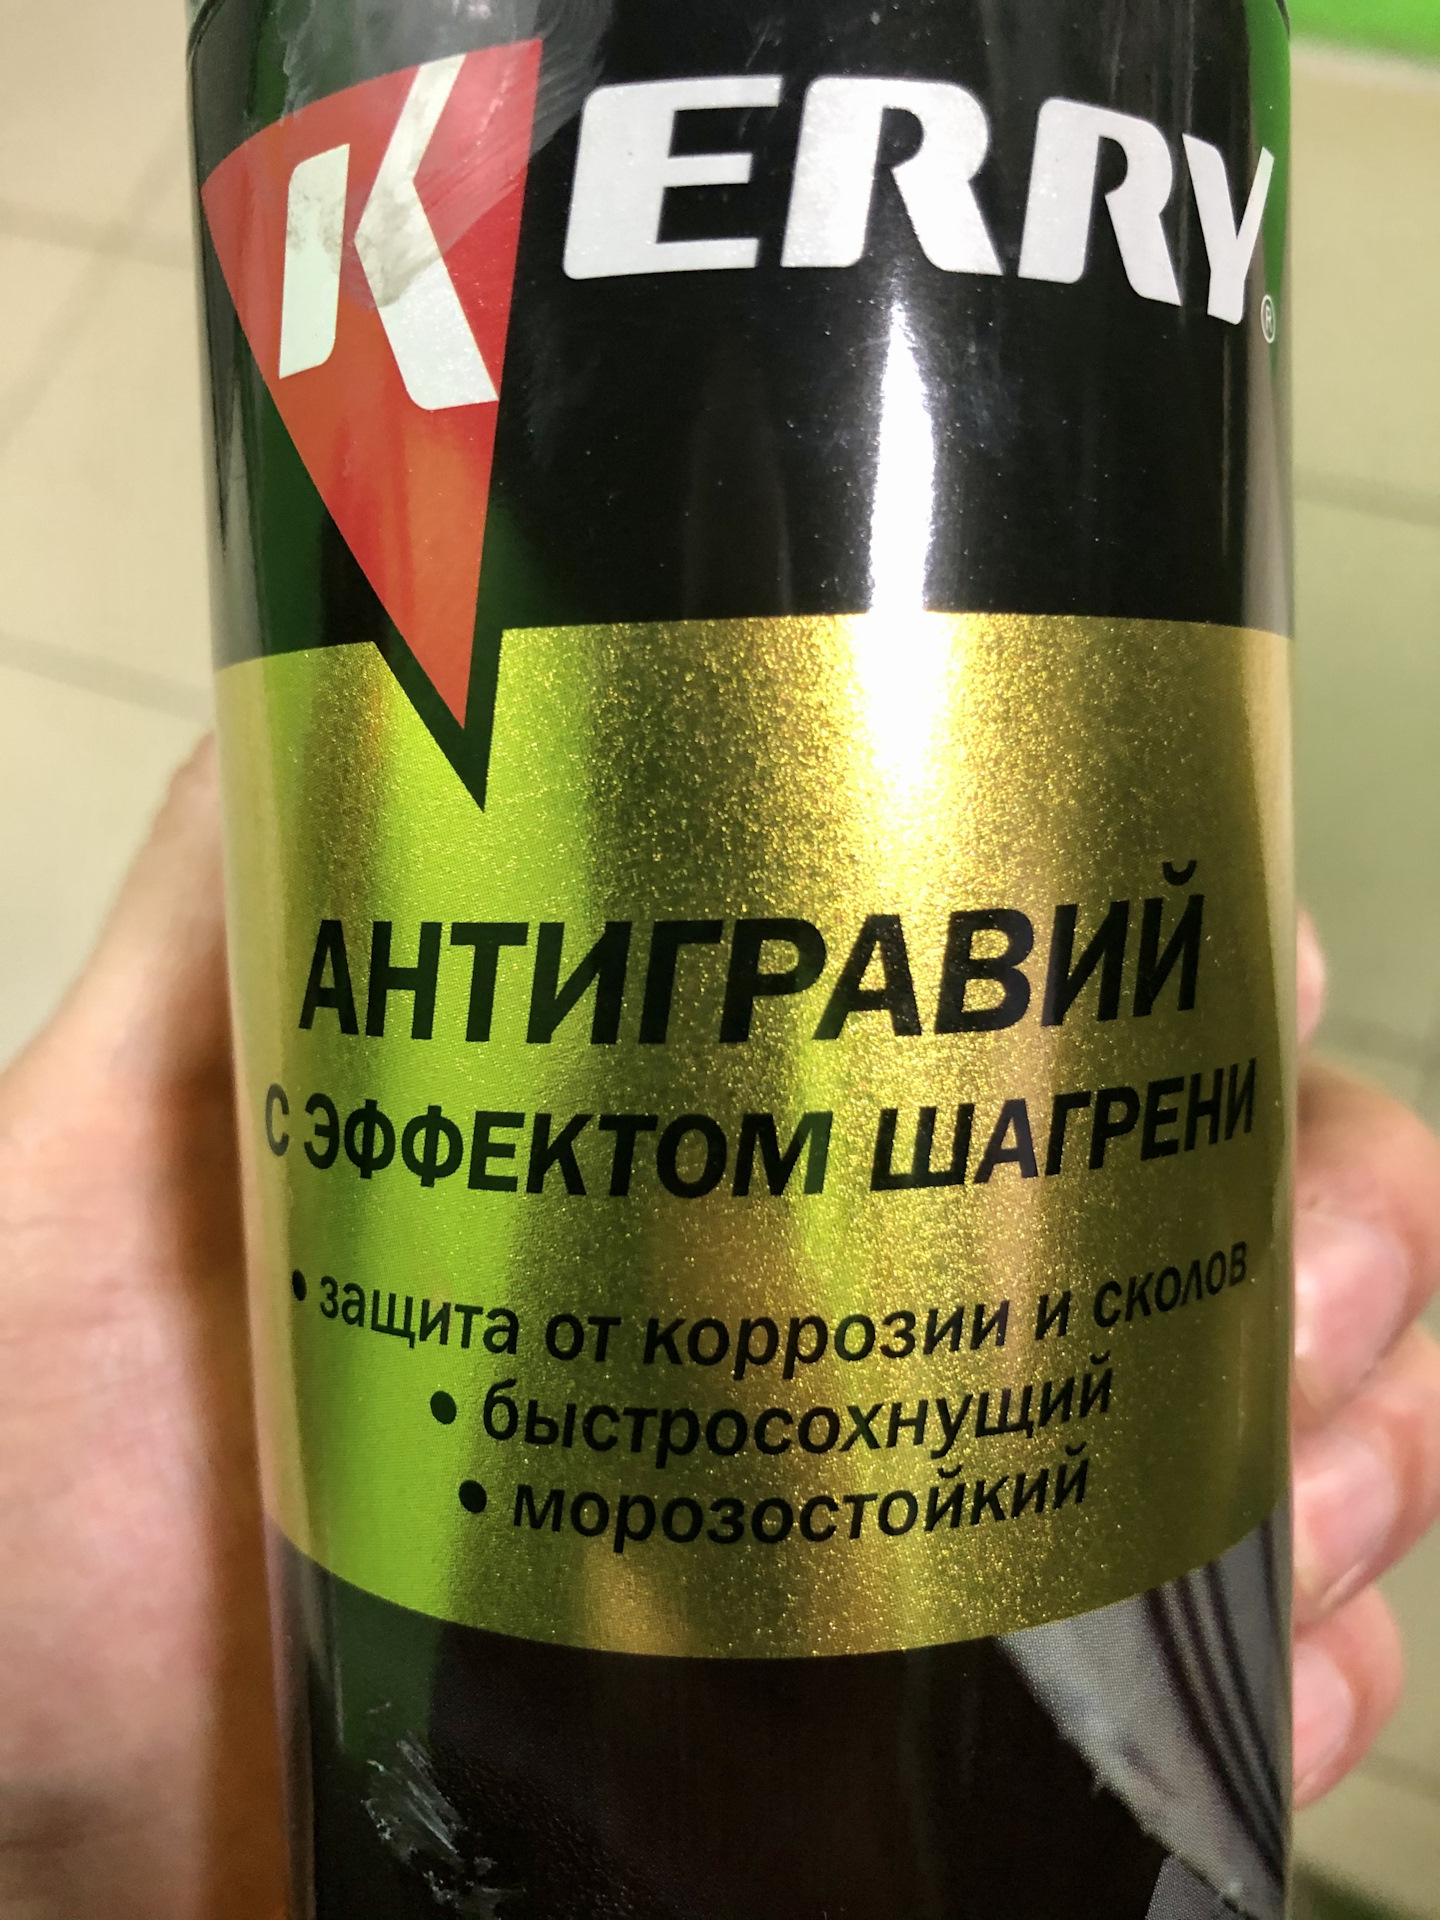 KERRY®
АНТИГРАВИЙ
С ЭФФЕКТОМ ШАГРЕНИ
• защита от коррозии и сколов
• быстросохнущий
• морозостойкий